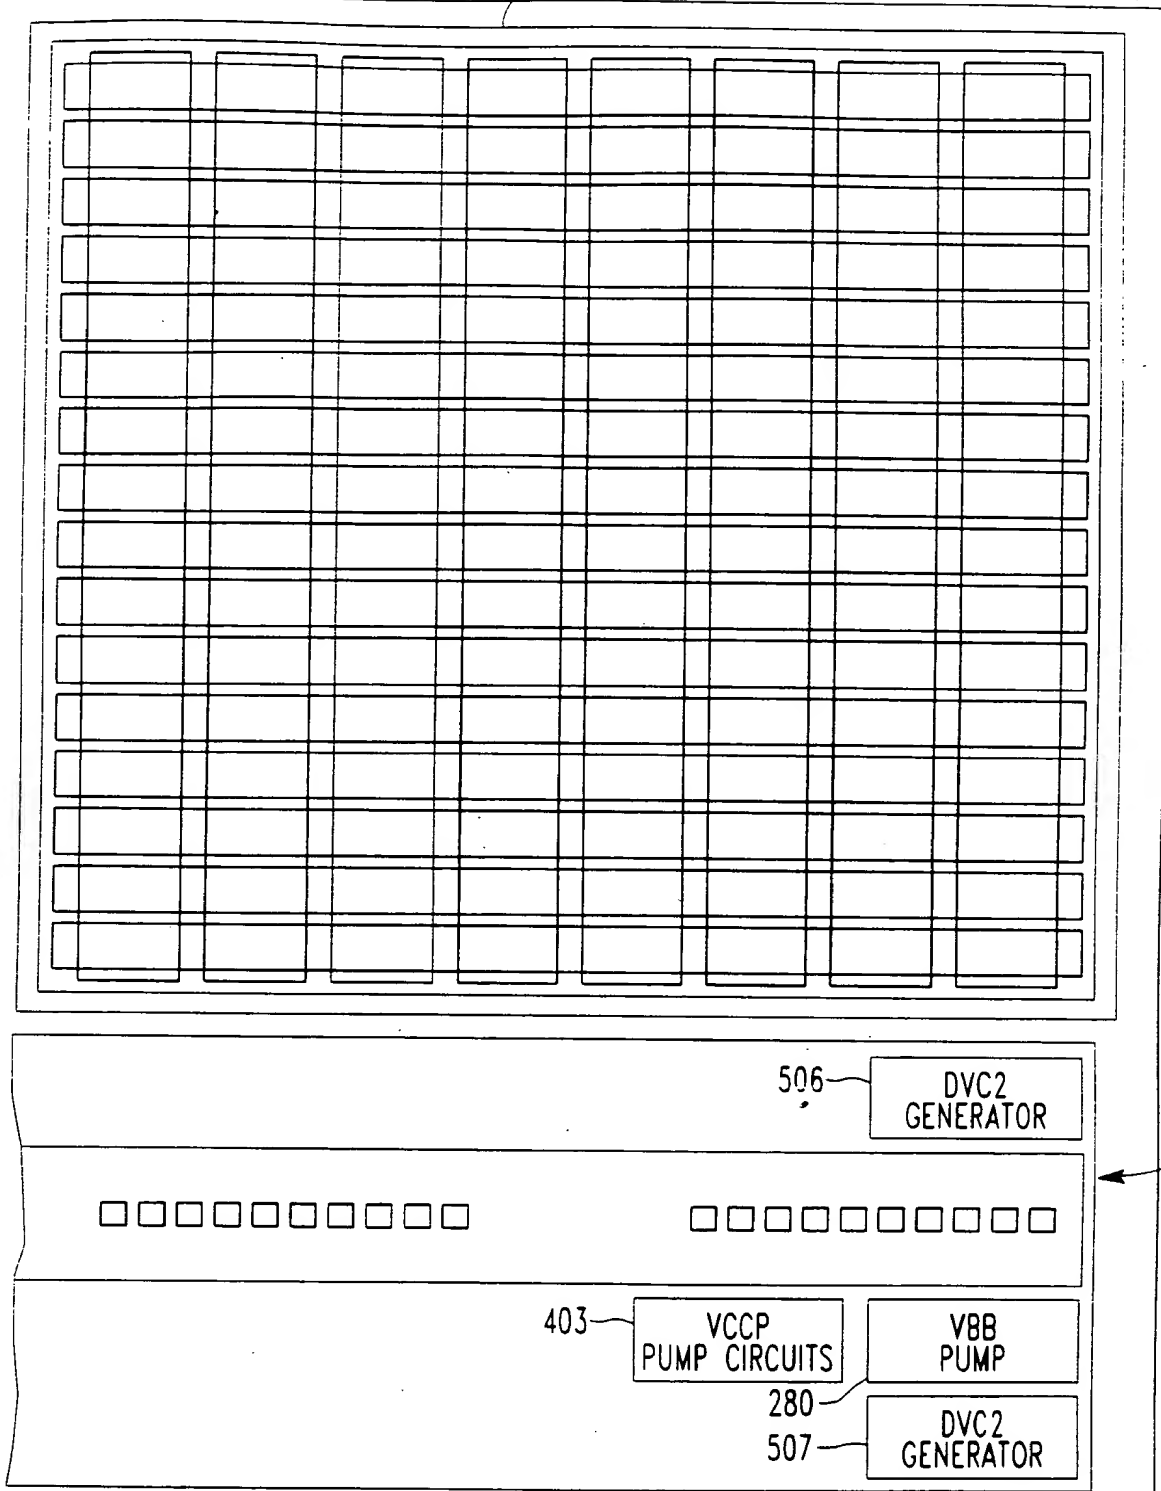 506
DVC2
GENERATOR
403
VCCP
PUMP CIRCUITS
VBB
PUMP
280
507
DVC2
GENERATOR